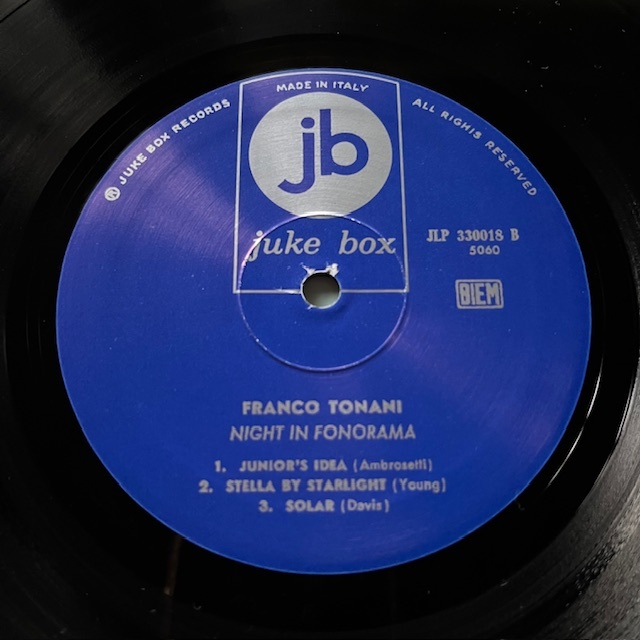 MADE IN ITALY
Ⓡ JUKE BOX RECORDS
ALL RIGHIS RESERVED
jb
juke box
JLP 330018 B
5060
BIEM
FRANCO TONANI
NIGHT IN FONORAMA
1. JUNIOR'S IDEA (Ambrosetti)
2. STELLA BY STARLIGHT (Young)
3. SOLAR (Davis)